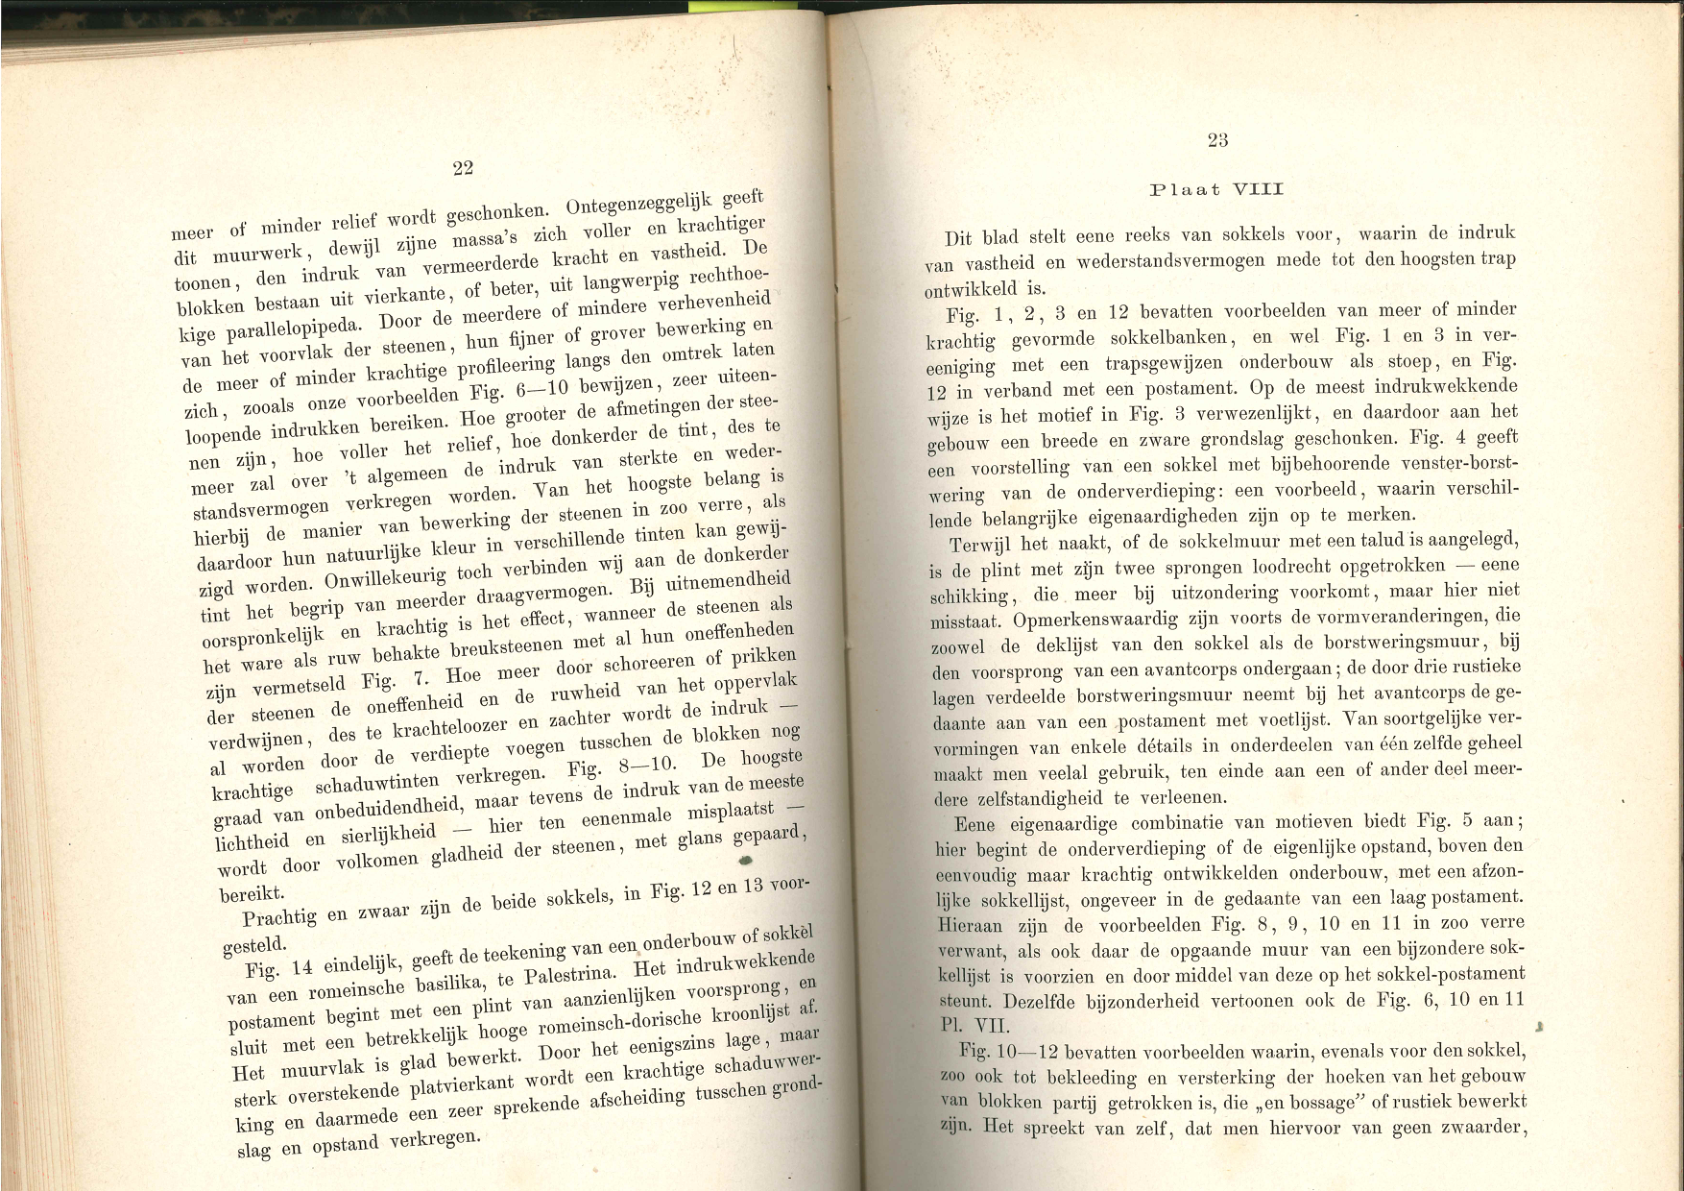 22
meer of minder relief wordt geschonken. Ontegenzeggelijk geeft
dit muurwerk, dewijl zijne massa's zich voller en krachtiger
toonen, den indruk van vermeerderde kracht en vastheid. De
blokken bestaan uit vierkante, of beter, uit langwerpig rechthoe-
kige parallelopipeda. Door de meerdere of mindere verhevenheid
van het voorvlak der steenen, hun fijner of grover bewerking en
de meer of minder krachtige profileering langs den omtrek laten
zich, zooals onze voorbeelden Fig. 6—10 bewijzen, zeer uiteen-
loopende indrukken bereiken. Hoe grooter de afmetingen der stee-
nen zijn, hoe voller het relief, hoe donkerder de tint, des te
meer zal over 't algemeen de indruk van sterkte en weder-
standsvermogen verkregen worden. Van het hoogste belang is
hierbij de manier van bewerking der steenen in zoo verre, als
daardoor hun natuurlijke kleur in verschillende tinten kan gewij-
zigd worden. Onwillekeurig toch verbinden wij aan de donkerder
tint het begrip van meerder draagvermogen. Bij uitnemendheid
oorspronkelijk en krachtig is het effect, wanneer de steenen als
het ware als ruw behakte breuksteenen met al hun oneffenheden
zijn vermetseld Fig. 7. Hoe meer door schoreeren of prikken
der steenen de oneffenheid en de ruwheid van het oppervlak
verdwijnen, des te krachteloozer en zachter wordt de indruk —
al worden door de verdiepte voegen tusschen de blokken nog
krachtige schaduwtinten verkregen. Fig. 8—10. De hoogste
graad van onbeduidendheid, maar tevens de indruk van de meeste
lichtheid en sierlijkheid — hier ten eenenmale misplaatst —
wordt door volkomen gladheid der steenen, met glans gepaard,
bereikt.
Prachtig en zwaar zijn de beide sokkels, in Fig. 12 en 13 voor-
gesteld.
Fig. 14 eindelijk, geeft de teekening van een onderbouw of sokkèl
van een romeinsche basilika, te Palestrina. Het indrukwekkende
postament begint met een plint van aanzienlijken voorsprong, en
sluit met een betrekkelijk hooge romeinsch-dorische kroonlijst af.
Het muurvlak is glad bewerkt. Door het eenigszins lage, maar
sterk overstekende platvierkant wordt een krachtige schaduwwer-
king en daarmede een zeer sprekende afscheiding tusschen grond-
slag en opstand verkregen.
23
Plaat VIII
Dit blad stelt eene reeks van sokkels voor, waarin de indruk
van vastheid en wederstandsvermogen mede tot den hoogsten trap
ontwikkeld is.
Fig. 1, 2, 3 en 12 bevatten voorbeelden van meer of minder
krachtig gevormde sokkelbanken, en wel Fig. 1 en 3 in ver-
eeniging met een trapsgewijzen onderbouw als stoep, en Fig.
12 in verband met een postament. Op de meest indrukwekkende
wijze is het motief in Fig. 3 verwezenlijkt, en daardoor aan het
gebouw een breede en zware grondslag geschonken. Fig. 4 geeft
een voorstelling van een sokkel met bijbehoorende venster-borst-
wering van de onderverdieping: een voorbeeld, waarin verschil-
lende belangrijke eigenaardigheden zijn op te merken.
Terwijl het naakt, of de sokkelmuur met een talud is aangelegd,
is de plint met zijn twee sprongen loodrecht opgetrokken — eene
schikking, die meer bij uitzondering voorkomt, maar hier niet
misstaat. Opmerkenswaardig zijn voorts de vormveranderingen, die
zoowel de deklijst van den sokkel als de borstweringsmuur, bij
den voorsprong van een avantcorps ondergaan; de door drie rustieke
lagen verdeelde borstweringsmuur neemt bij het avantcorps de ge-
daante aan van een postament met voetlijst. Van soortgelijke ver-
vormingen van enkele détails in onderdeelen van één zelfde geheel
maakt men veelal gebruik, ten einde aan een of ander deel meer-
dere zelfstandigheid te verleenen.
Eene eigenaardige combinatie van motieven biedt Fig. 5 aan;
hier begint de onderverdieping of de eigenlijke opstand, boven den
eenvoudig maar krachtig ontwikkelden onderbouw, met een afzon-
lijke sokkellijst, ongeveer in de gedaante van een laag postament.
Hieraan zijn de voorbeelden Fig. 8, 9, 10 en 11 in zoo verre
verwant, als ook daar de opgaande muur van een bijzondere sok-
kellijst is voorzien en door middel van deze op het sokkel-postament
steunt. Dezelfde bijzonderheid vertoonen ook de Fig. 6, 10 en 11
Pl. VII.
Fig. 10—12 bevatten voorbeelden waarin, evenals voor den sokkel,
zoo ook tot bekleeding en versterking der hoeken van het gebouw
van blokken partij getrokken is, die „en bossage” of rustiek bewerkt
zijn. Het spreekt van zelf, dat men hiervoor van geen zwaarder,